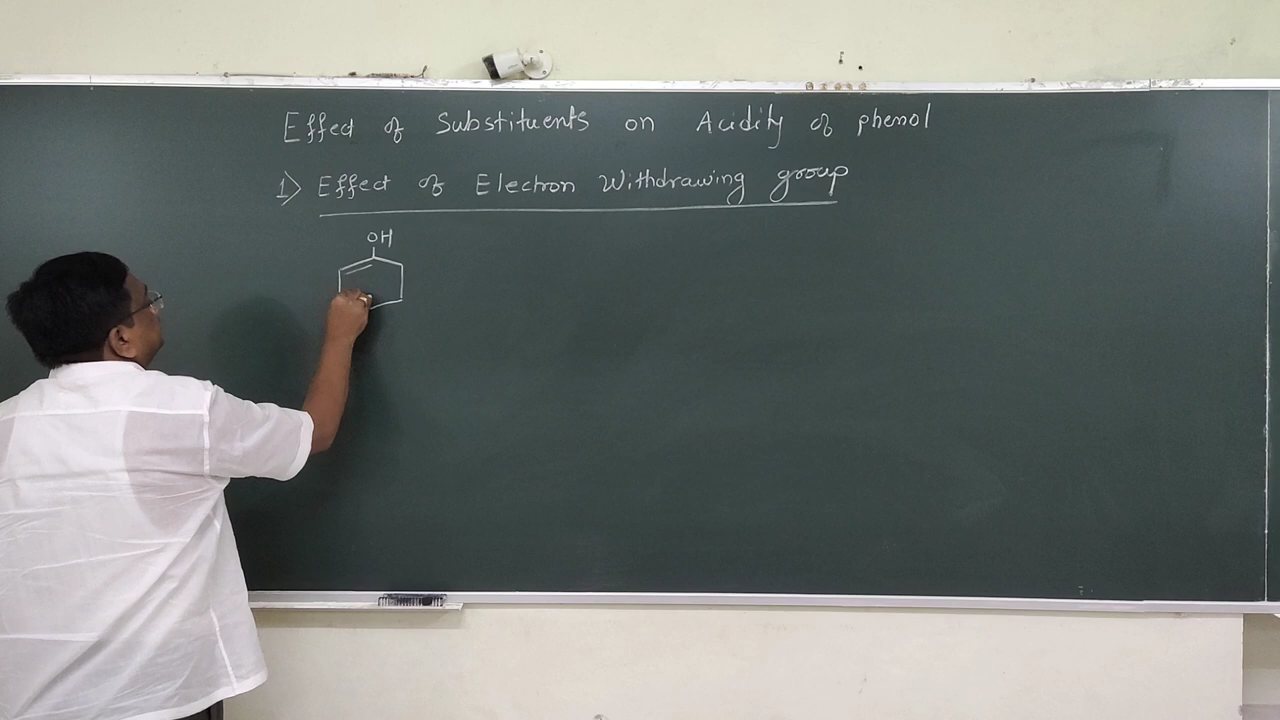 Effect of Substituents on Acidity of phenol
1) Effect of Electron Withdrawing group
OH